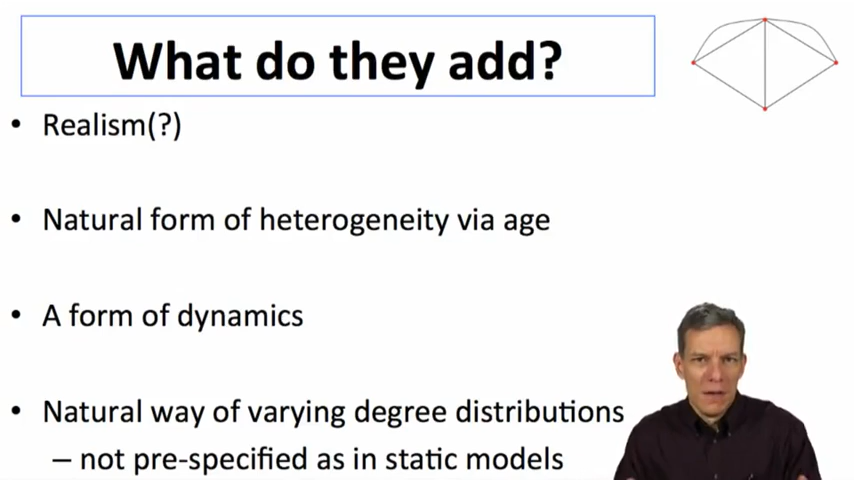 What do they add?
• Realism(?)
• Natural form of heterogeneity via age
• A form of dynamics
• Natural way of varying degree distributions
– not pre-specified as in static models